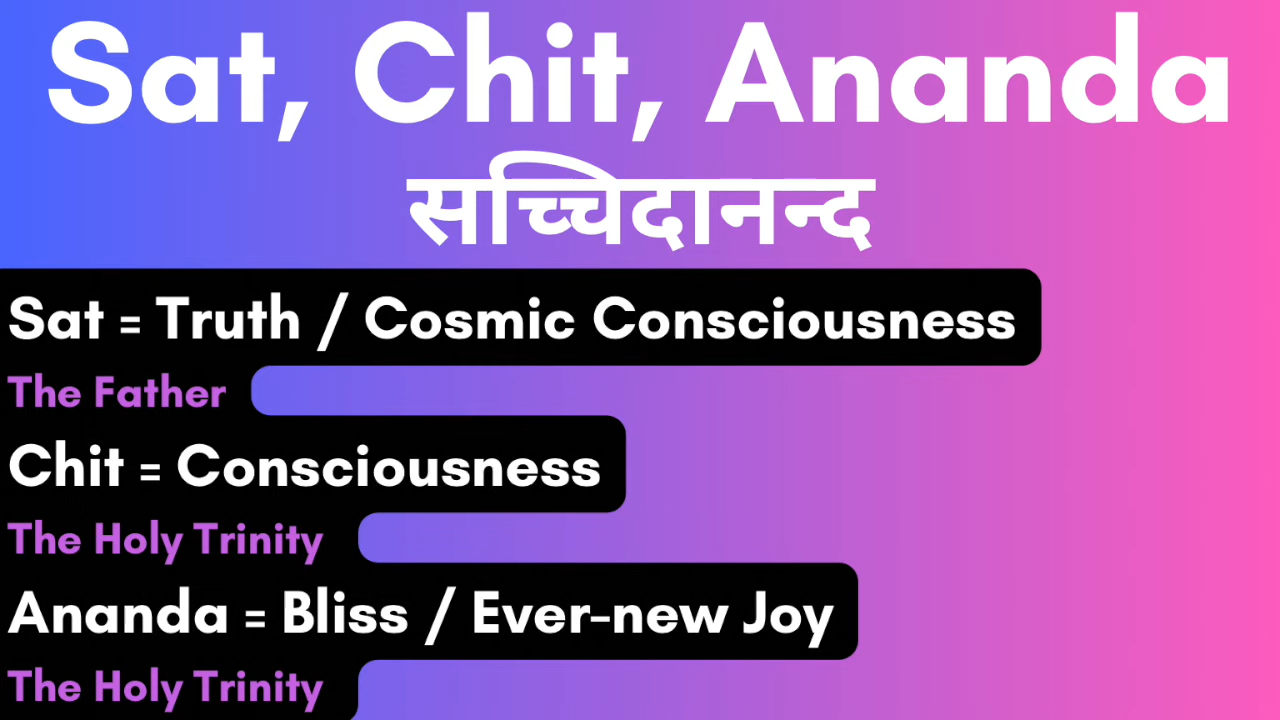 Sat, Chit, Ananda
सच्चिदानन्द
Sat = Truth / Cosmic Consciousness
The Father
Chit = Consciousness
The Holy Trinity
Ananda = Bliss / Ever-new Joy
The Holy Trinity